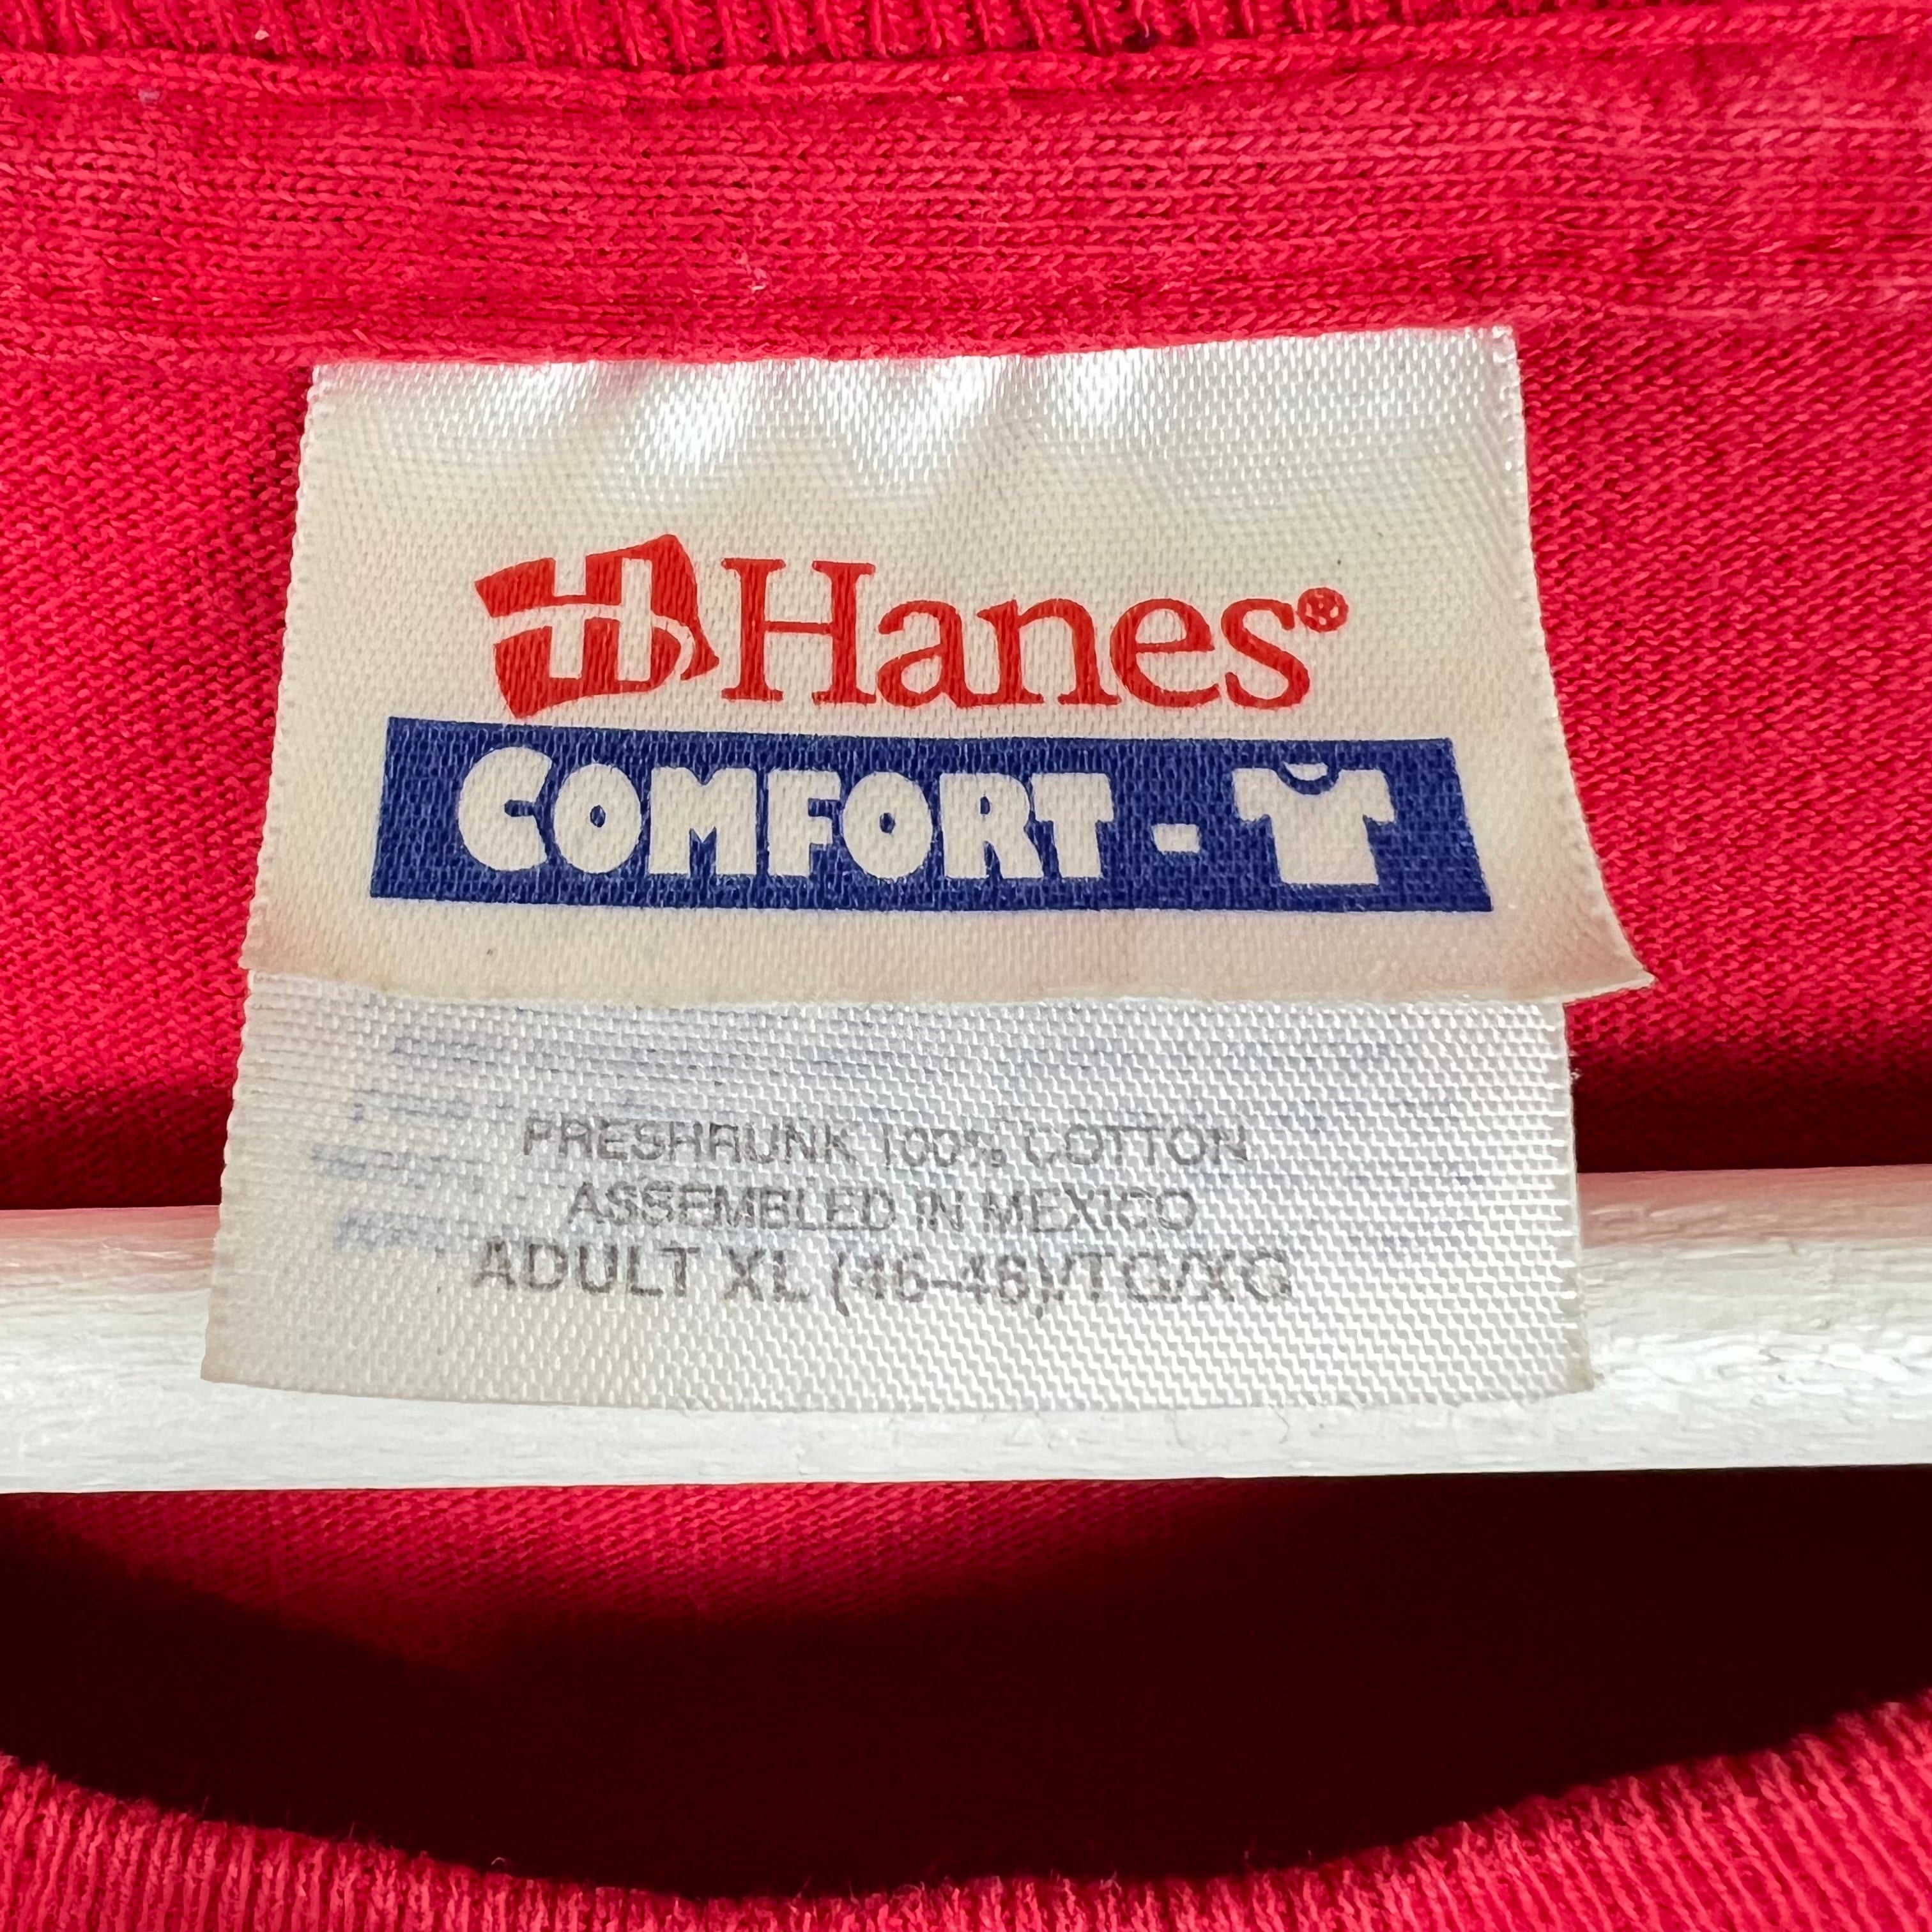 Hanes®
COMFORT -
PRESHRUNK 100% COTTON
ASSEMBLED IN MEXICO
ADULT XL (46-48)/TG/XG